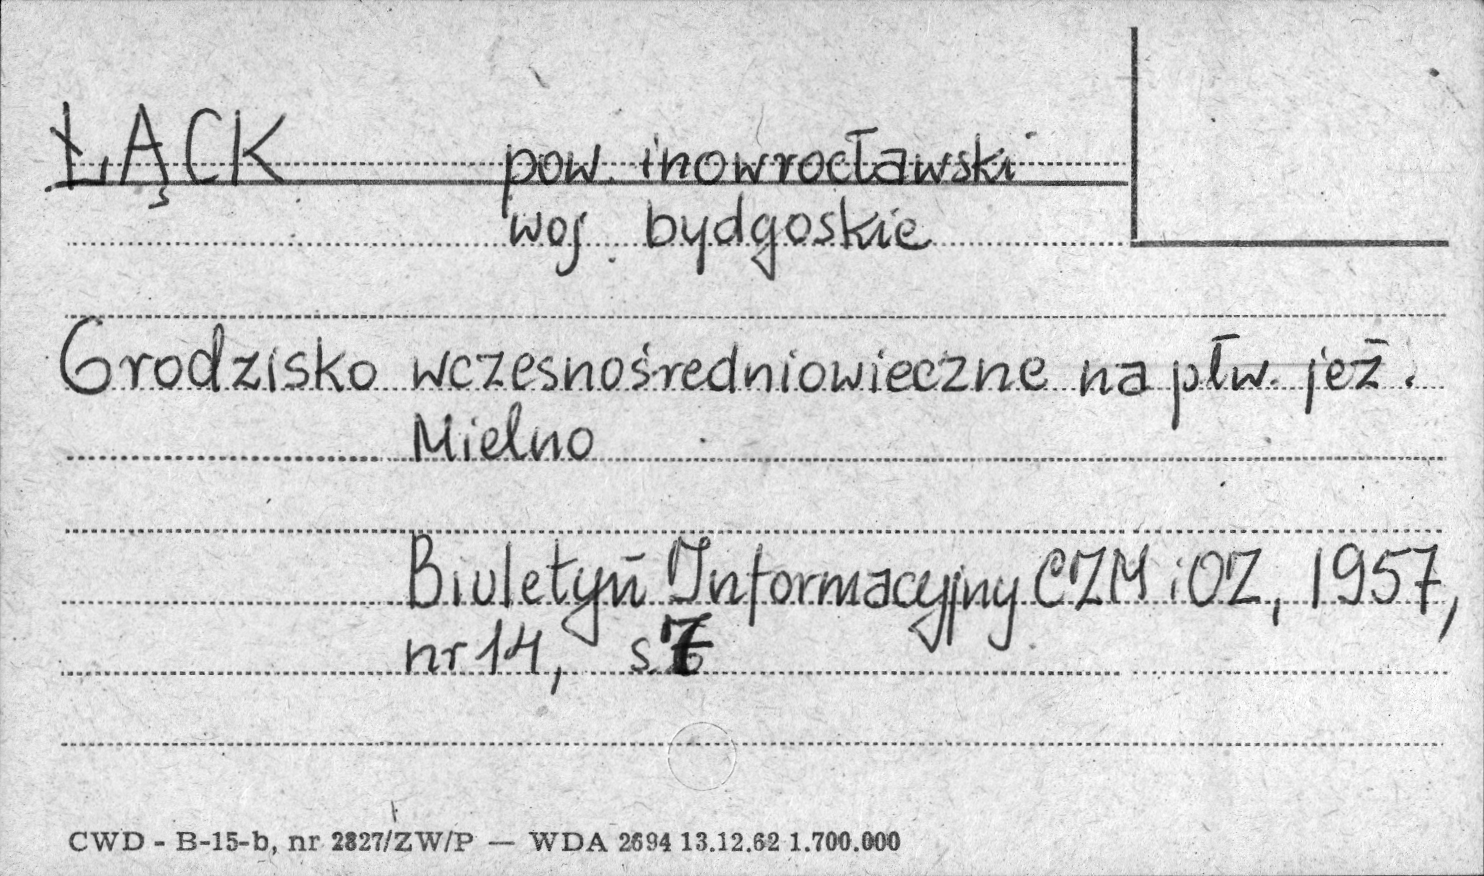 ŁĄCK pow. inowrocławski
woj. bydgoskie
Grodzisko wczesnośredniowieczne na płw. jez.
Mielno
Biuletyń Informacyjny CZM i OZ, 1957,
nr 14, s. 7
CWD - B-15-b, nr 2827/ZW/P — WDA 2694 13.12.62 1.700.000